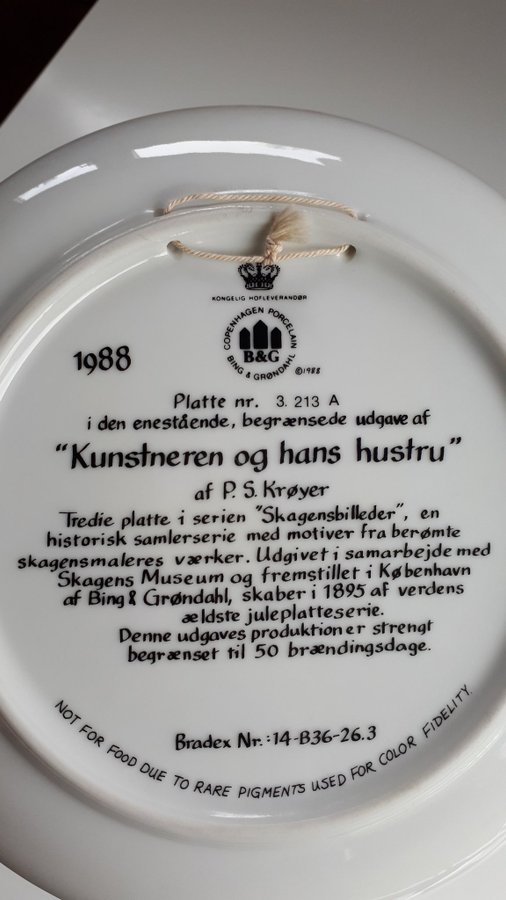 KONGELIG HOFLEVERANDØR
COPENHAGEN PORCELAIN
B&G
BING & GRØNDAHL
©1988
1988
Platte nr. 3. 213 A
i den enestående, begrænsede udgave af
"Kunstneren og hans hustru"
af P. S. Krøyer
Tredie platte i serien "Skagensbilleder", en
historisk samlerserie med motiver fra berømte
skagensmaleres værker. Udgivet i samarbejde med
Skagens Museum og fremstillet i København
af Bing & Grøndahl, skaber i 1895 af verdens
ældste juleplatteserie.
Denne udgaves produktion er strengt
begrænset til 50 brændingsdage.
Bradex Nr.: 14-B36-26.3
NOT FOR FOOD DUE TO RARE PIGMENTS USED FOR COLOR FIDELITY.